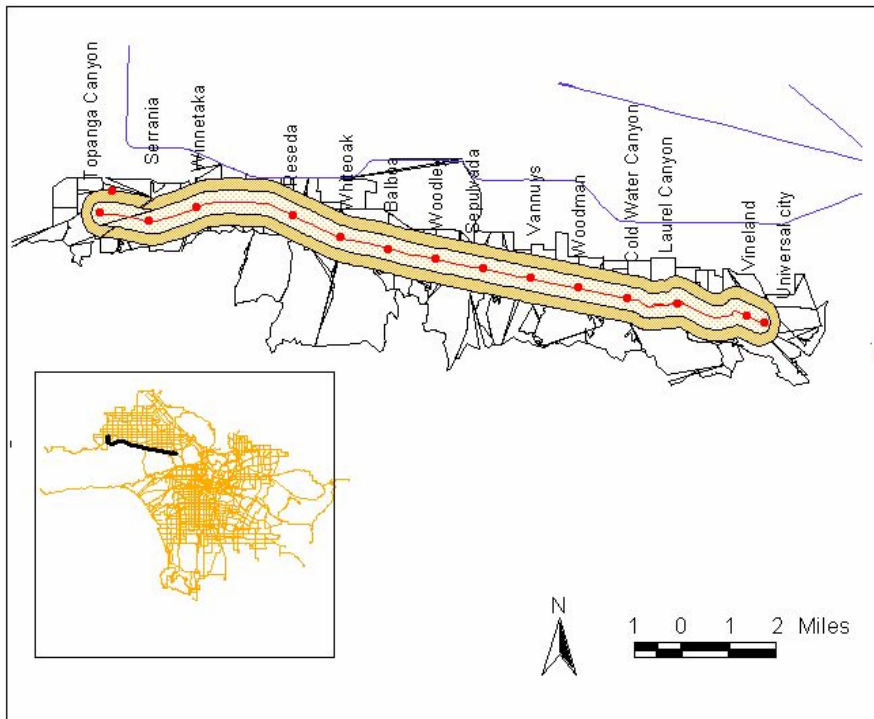 Topanga Canyon
Serrania
Winnetaka
Reseda
Whiteoak
Balboa
Woodle
Sepulvada
Vannuys
Woodman
Cold Water Canyon
Laurel Canyon
Vineland
Universal city
N
1 0 1 2 Miles